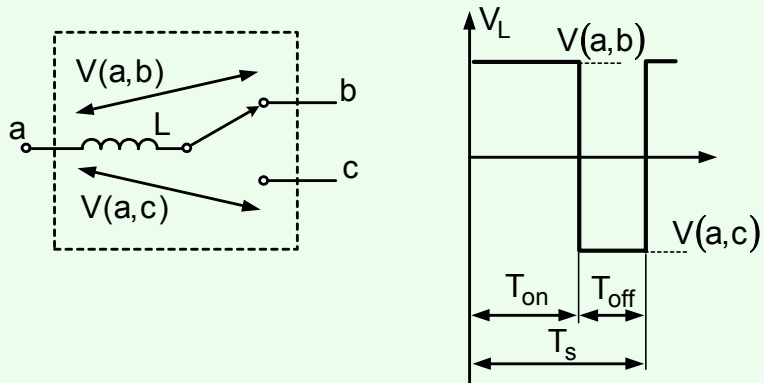 V(a,b)
a
L
b
c
V(a,c)
V_L
V(a,b)
V(a,c)
T_on
T_off
T_s